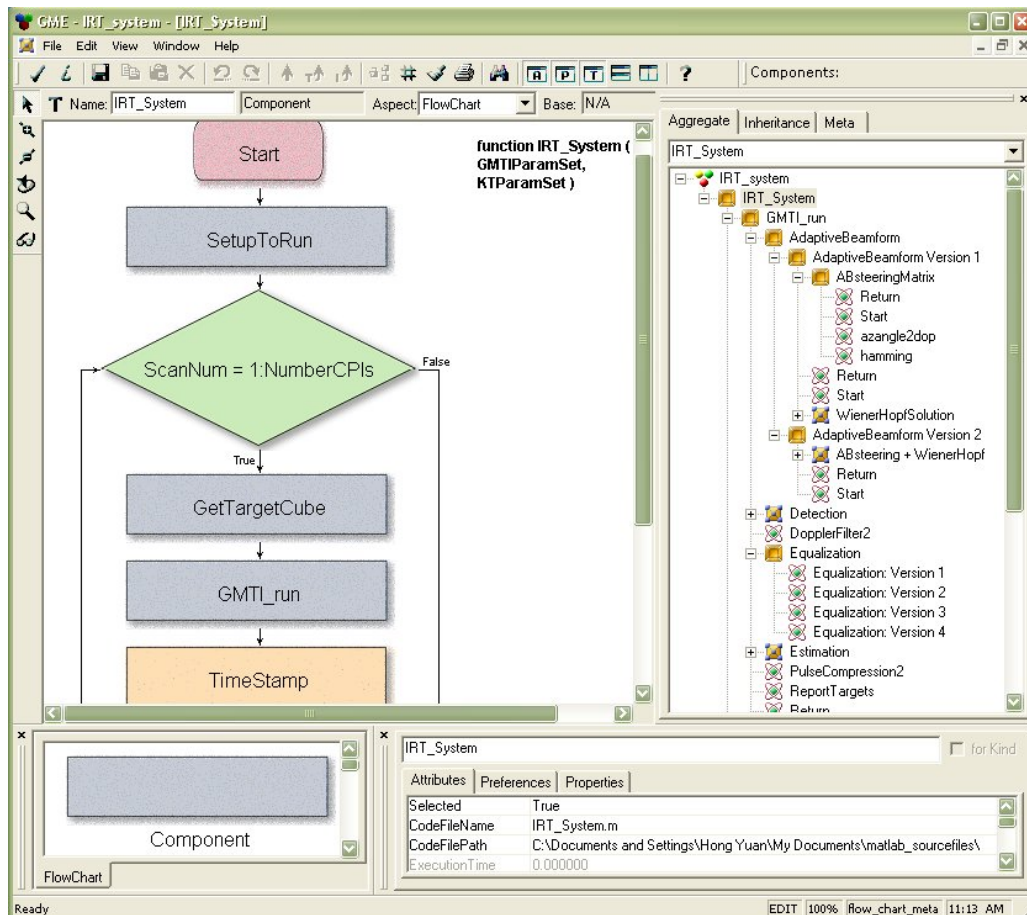 GME - IRT_system - [IRT_System]
File Edit View Window Help
Components:
Name: IRT_System Component Aspect: FlowChart Base: N/A
Start
function IRT_System (
GMTIParamSet,
KTParamSet )
SetupToRun
ScanNum = 1:NumberCPIs
False
True
GetTargetCube
GMTI_run
TimeStamp
Aggregate Inheritance Meta
IRT_System
IRT_system
IRT_System
GMTI_run
AdaptiveBeamform
AdaptiveBeamform Version 1
ABsteeringMatrix
Return
Start
azangle2dop
hamming
Return
Start
WienerHopfSolution
AdaptiveBeamform Version 2
ABsteering + WienerHopf
Return
Start
Detection
DopplerFilter2
Equalization
Equalization: Version 1
Equalization: Version 2
Equalization: Version 3
Equalization: Version 4
Estimation
PulseCompression2
ReportTargets
Return
Component
FlowChart
IRT_System for Kind
Attributes Preferences Properties
Selected True
CodeFileName IRT_System.m
CodeFilePath C:\Documents and Settings\Hong Yuan\My Documents\matlab_sourcefiles\
ExecutionTime 0.000000
Ready EDIT 100% flow_chart_meta 11:13 AM